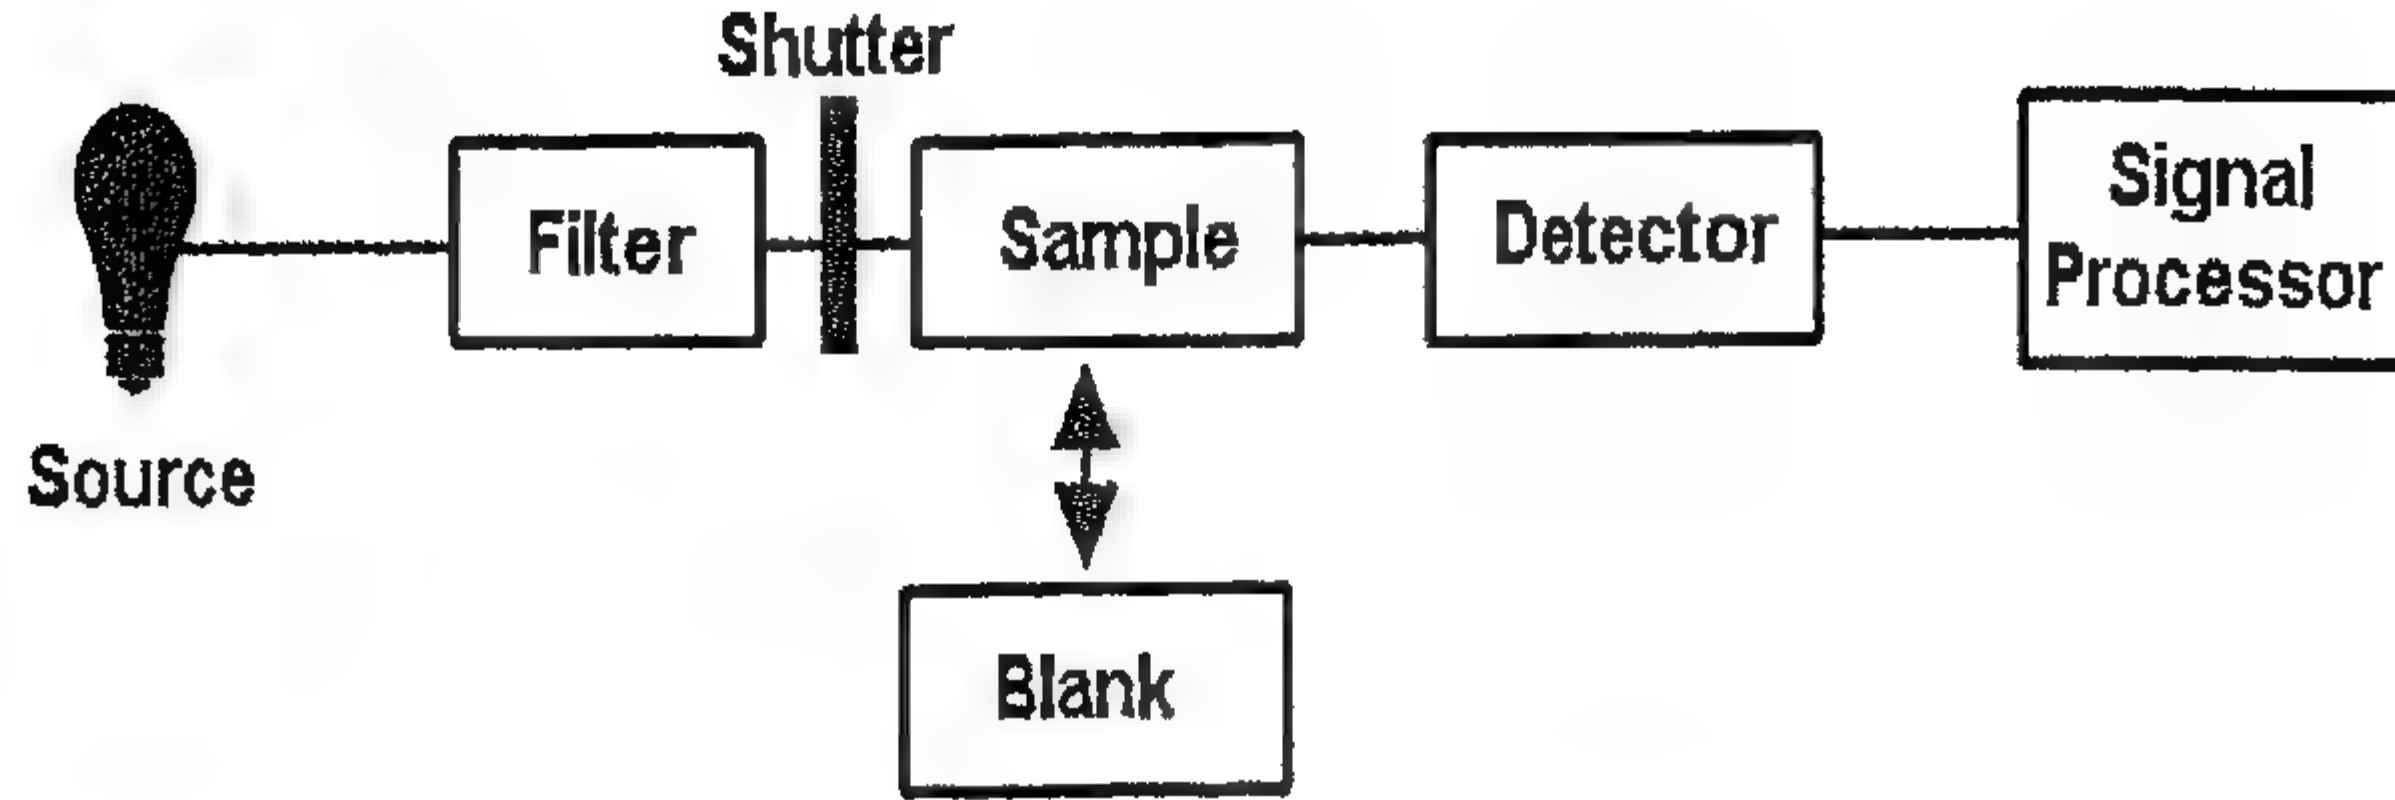 Shutter
Filter
Sample
Detector
Signal
Processor
Source
Blank